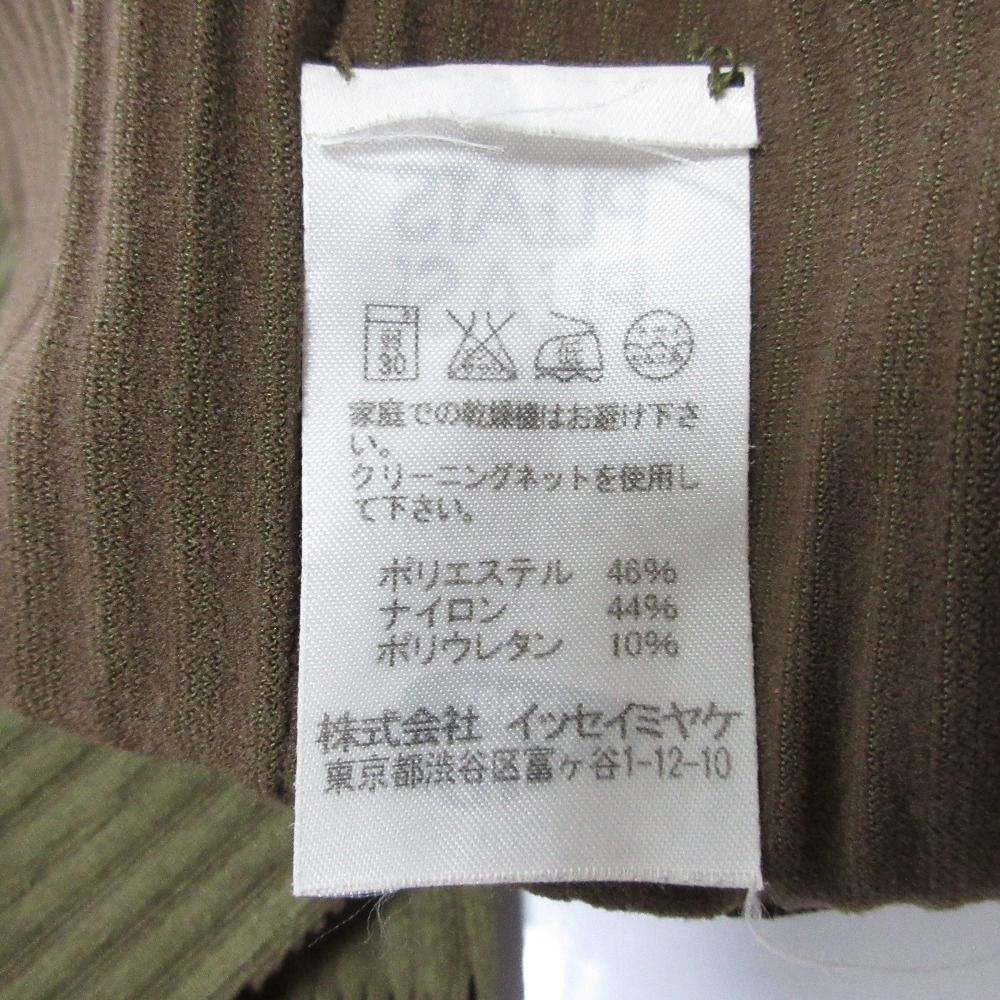 弱
30
低
家庭での乾燥機はお避け下さ
い。
クリーニングネットを使用し
て下さい。
ポリエステル 46%
ナイロン 44%
ポリウレタン 10%
株式会社 イッセイミヤケ
東京都渋谷区富ヶ谷1-12-10